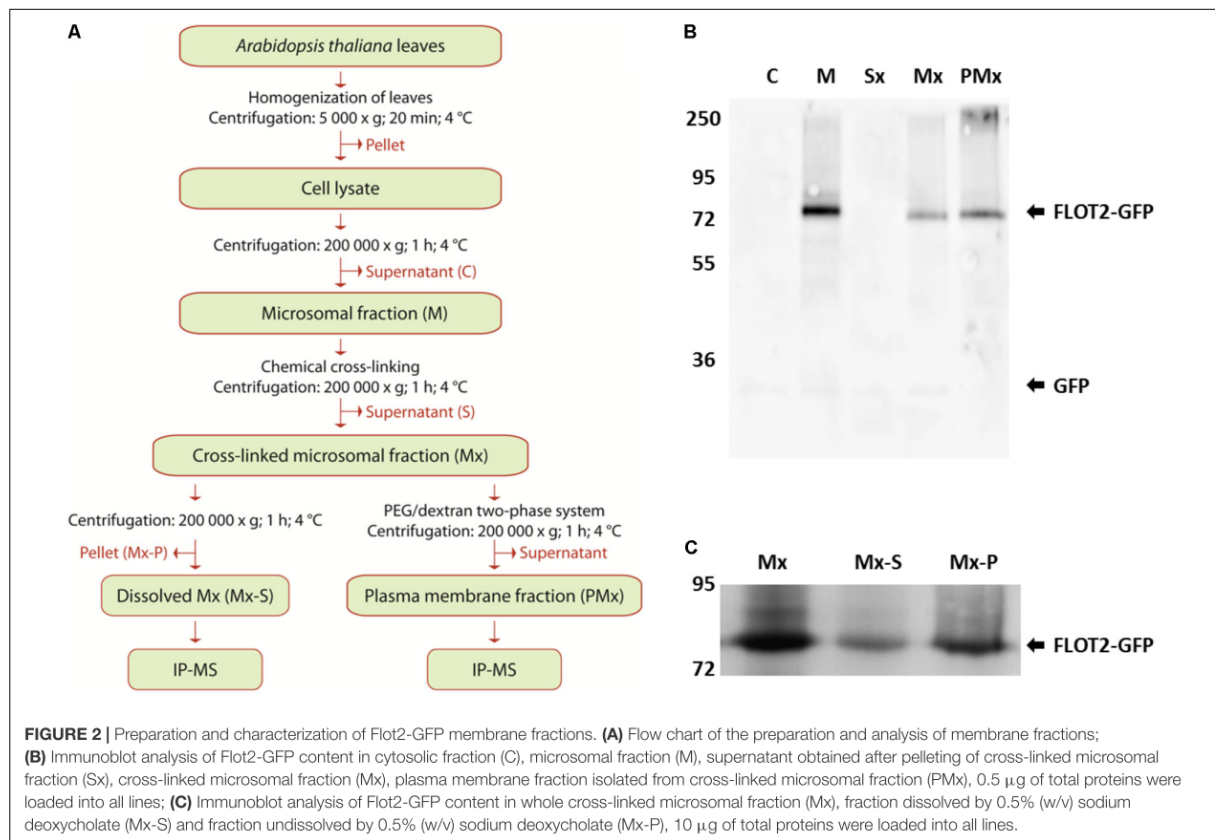 A
Arabidopsis thaliana leaves
Homogenization of leaves
Centrifugation: 5 000 x g; 20 min; 4 °C
Pellet
Cell lysate
Centrifugation: 200 000 x g; 1 h; 4 °C
Supernatant (C)
Microsomal fraction (M)
Chemical cross-linking
Centrifugation: 200 000 x g; 1 h; 4 °C
Supernatant (S)
Cross-linked microsomal fraction (Mx)
Centrifugation: 200 000 x g; 1 h; 4 °C
Pellet (Mx-P)
Dissolved Mx (Mx-S)
IP-MS
PEG/dextran two-phase system
Centrifugation: 200 000 x g; 1 h; 4 °C
Supernatant
Plasma membrane fraction (PMx)
IP-MS
B
C M Sx Mx PMx
250
95
72
55
36
FLOT2-GFP
GFP
C
Mx Mx-S Mx-P
95
72
FLOT2-GFP
FIGURE 2 | Preparation and characterization of Flot2-GFP membrane fractions. (A) Flow chart of the preparation and analysis of membrane fractions;
(B) Immunoblot analysis of Flot2-GFP content in cytosolic fraction (C), microsomal fraction (M), supernatant obtained after pelleting of cross-linked microsomal
fraction (Sx), cross-linked microsomal fraction (Mx), plasma membrane fraction isolated from cross-linked microsomal fraction (PMx), 0.5 μg of total proteins were
loaded into all lines; (C) Immunoblot analysis of Flot2-GFP content in whole cross-linked microsomal fraction (Mx), fraction dissolved by 0.5% (w/v) sodium
deoxycholate (Mx-S) and fraction undissolved by 0.5% (w/v) sodium deoxycholate (Mx-P), 10 μg of total proteins were loaded into all lines.